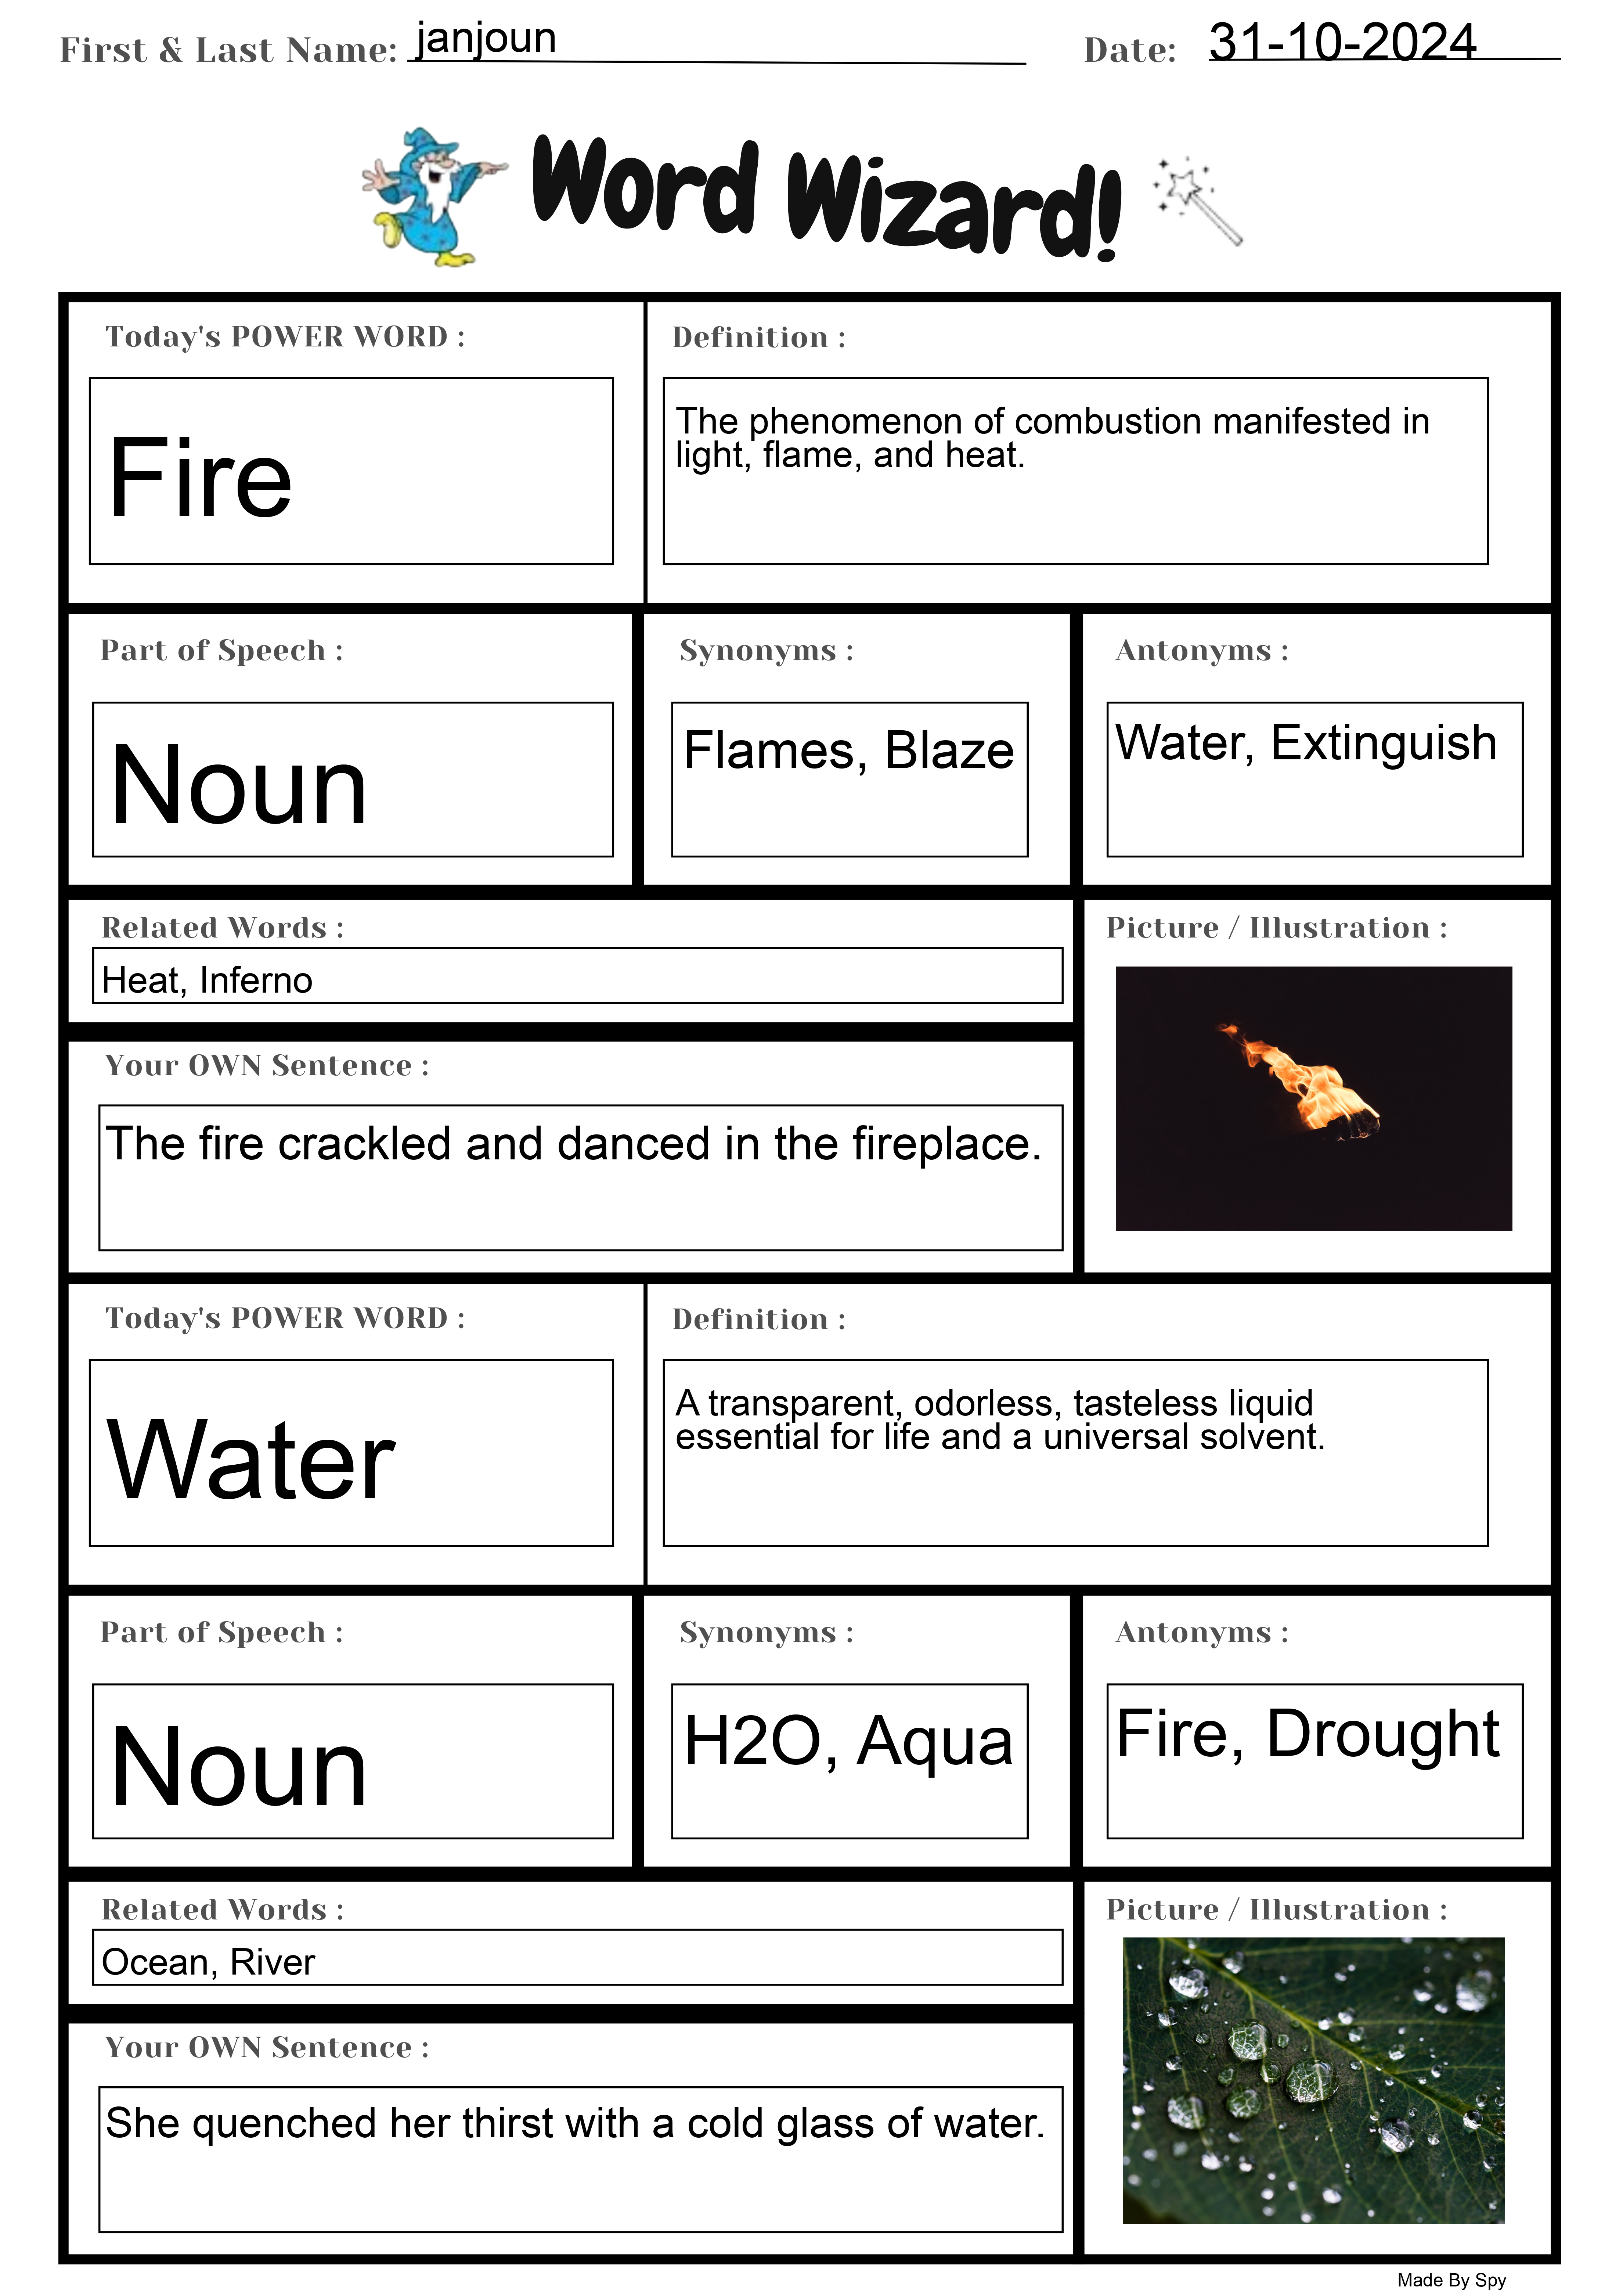 First & Last Name: janjoun Date: 31-10-2024
Word Wizard!
Today's POWER WORD :
Fire
Definition :
The phenomenon of combustion manifested in
light, flame, and heat.
Part of Speech :
Noun
Synonyms :
Flames, Blaze
Antonyms :
Water, Extinguish
Related Words :
Heat, Inferno
Picture / Illustration :
Your OWN Sentence :
The fire crackled and danced in the fireplace.
Today's POWER WORD :
Water
Definition :
A transparent, odorless, tasteless liquid
essential for life and a universal solvent.
Part of Speech :
Noun
Synonyms :
H2O, Aqua
Antonyms :
Fire, Drought
Related Words :
Ocean, River
Picture / Illustration :
Your OWN Sentence :
She quenched her thirst with a cold glass of water.
Made By Spy